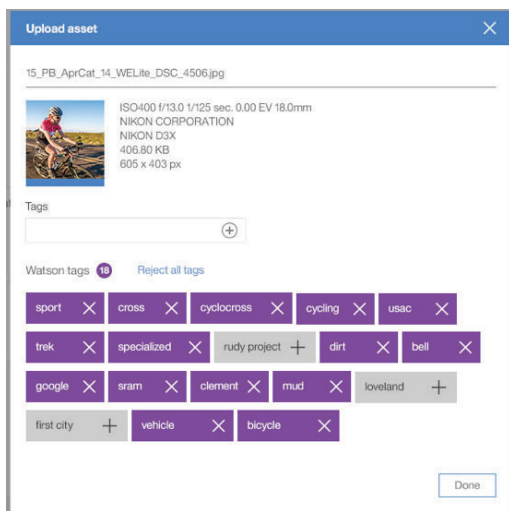 Upload asset
15_PB_AprCat_14_WELite_DSC_4506.jpg
ISO400 f/13.0 1/125 sec. 0.00 EV 18.0mm
NIKON CORPORATION
NIKON D3X
406.80 KB
605 x 403 px
Tags
Watson tags 18 Reject all tags
sport cross cyclocross cycling usac
trek specialized rudy project dirt bell
google sram clement mud loveland
first city vehicle bicycle
Done